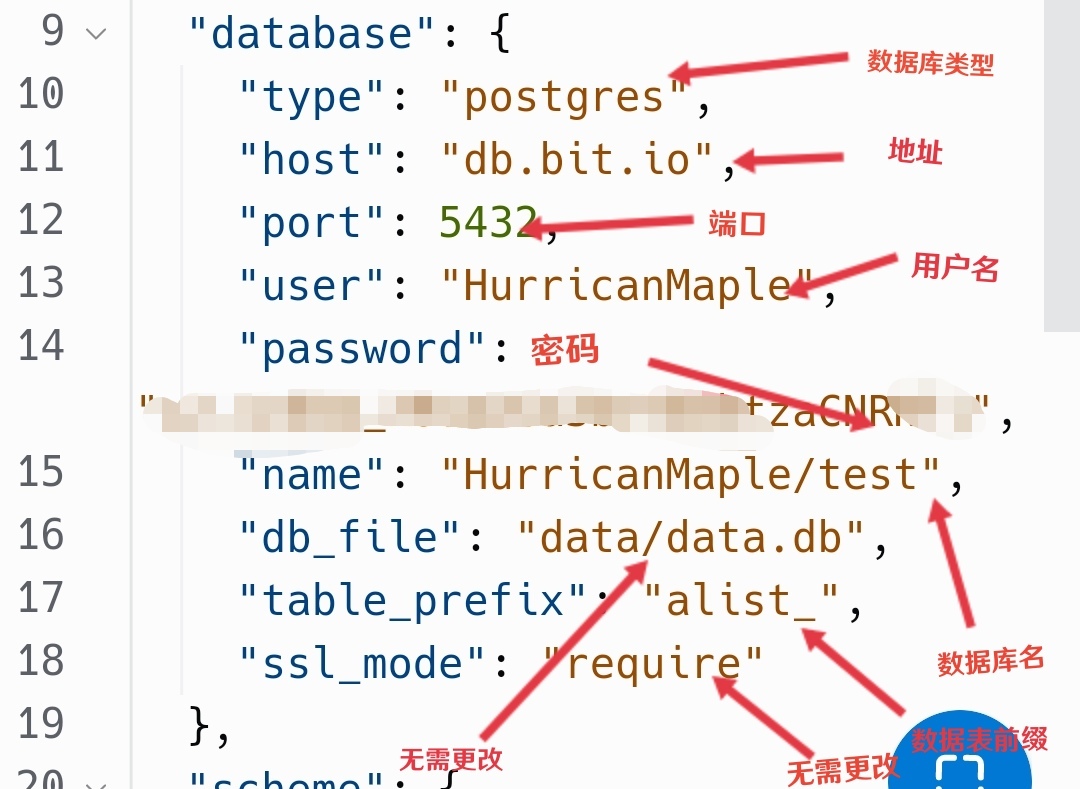 9 "database": {
数据库类型
10 "type": "postgres",
11 "host": "db.bit.io", 地址
12 "port": 5432, 端口
13 "user": "HurricanMaple", 用户名
14 "password": 密码
"tzaCNR",
15 "name": "HurricanMaple/test",
16 "db_file": "data/data.db",
17 "table_prefix": "alist_",
18 "ssl_mode": "require" 数据库名
19 },
数据表前缀
无需更改 无需更改
20 "scheme": {